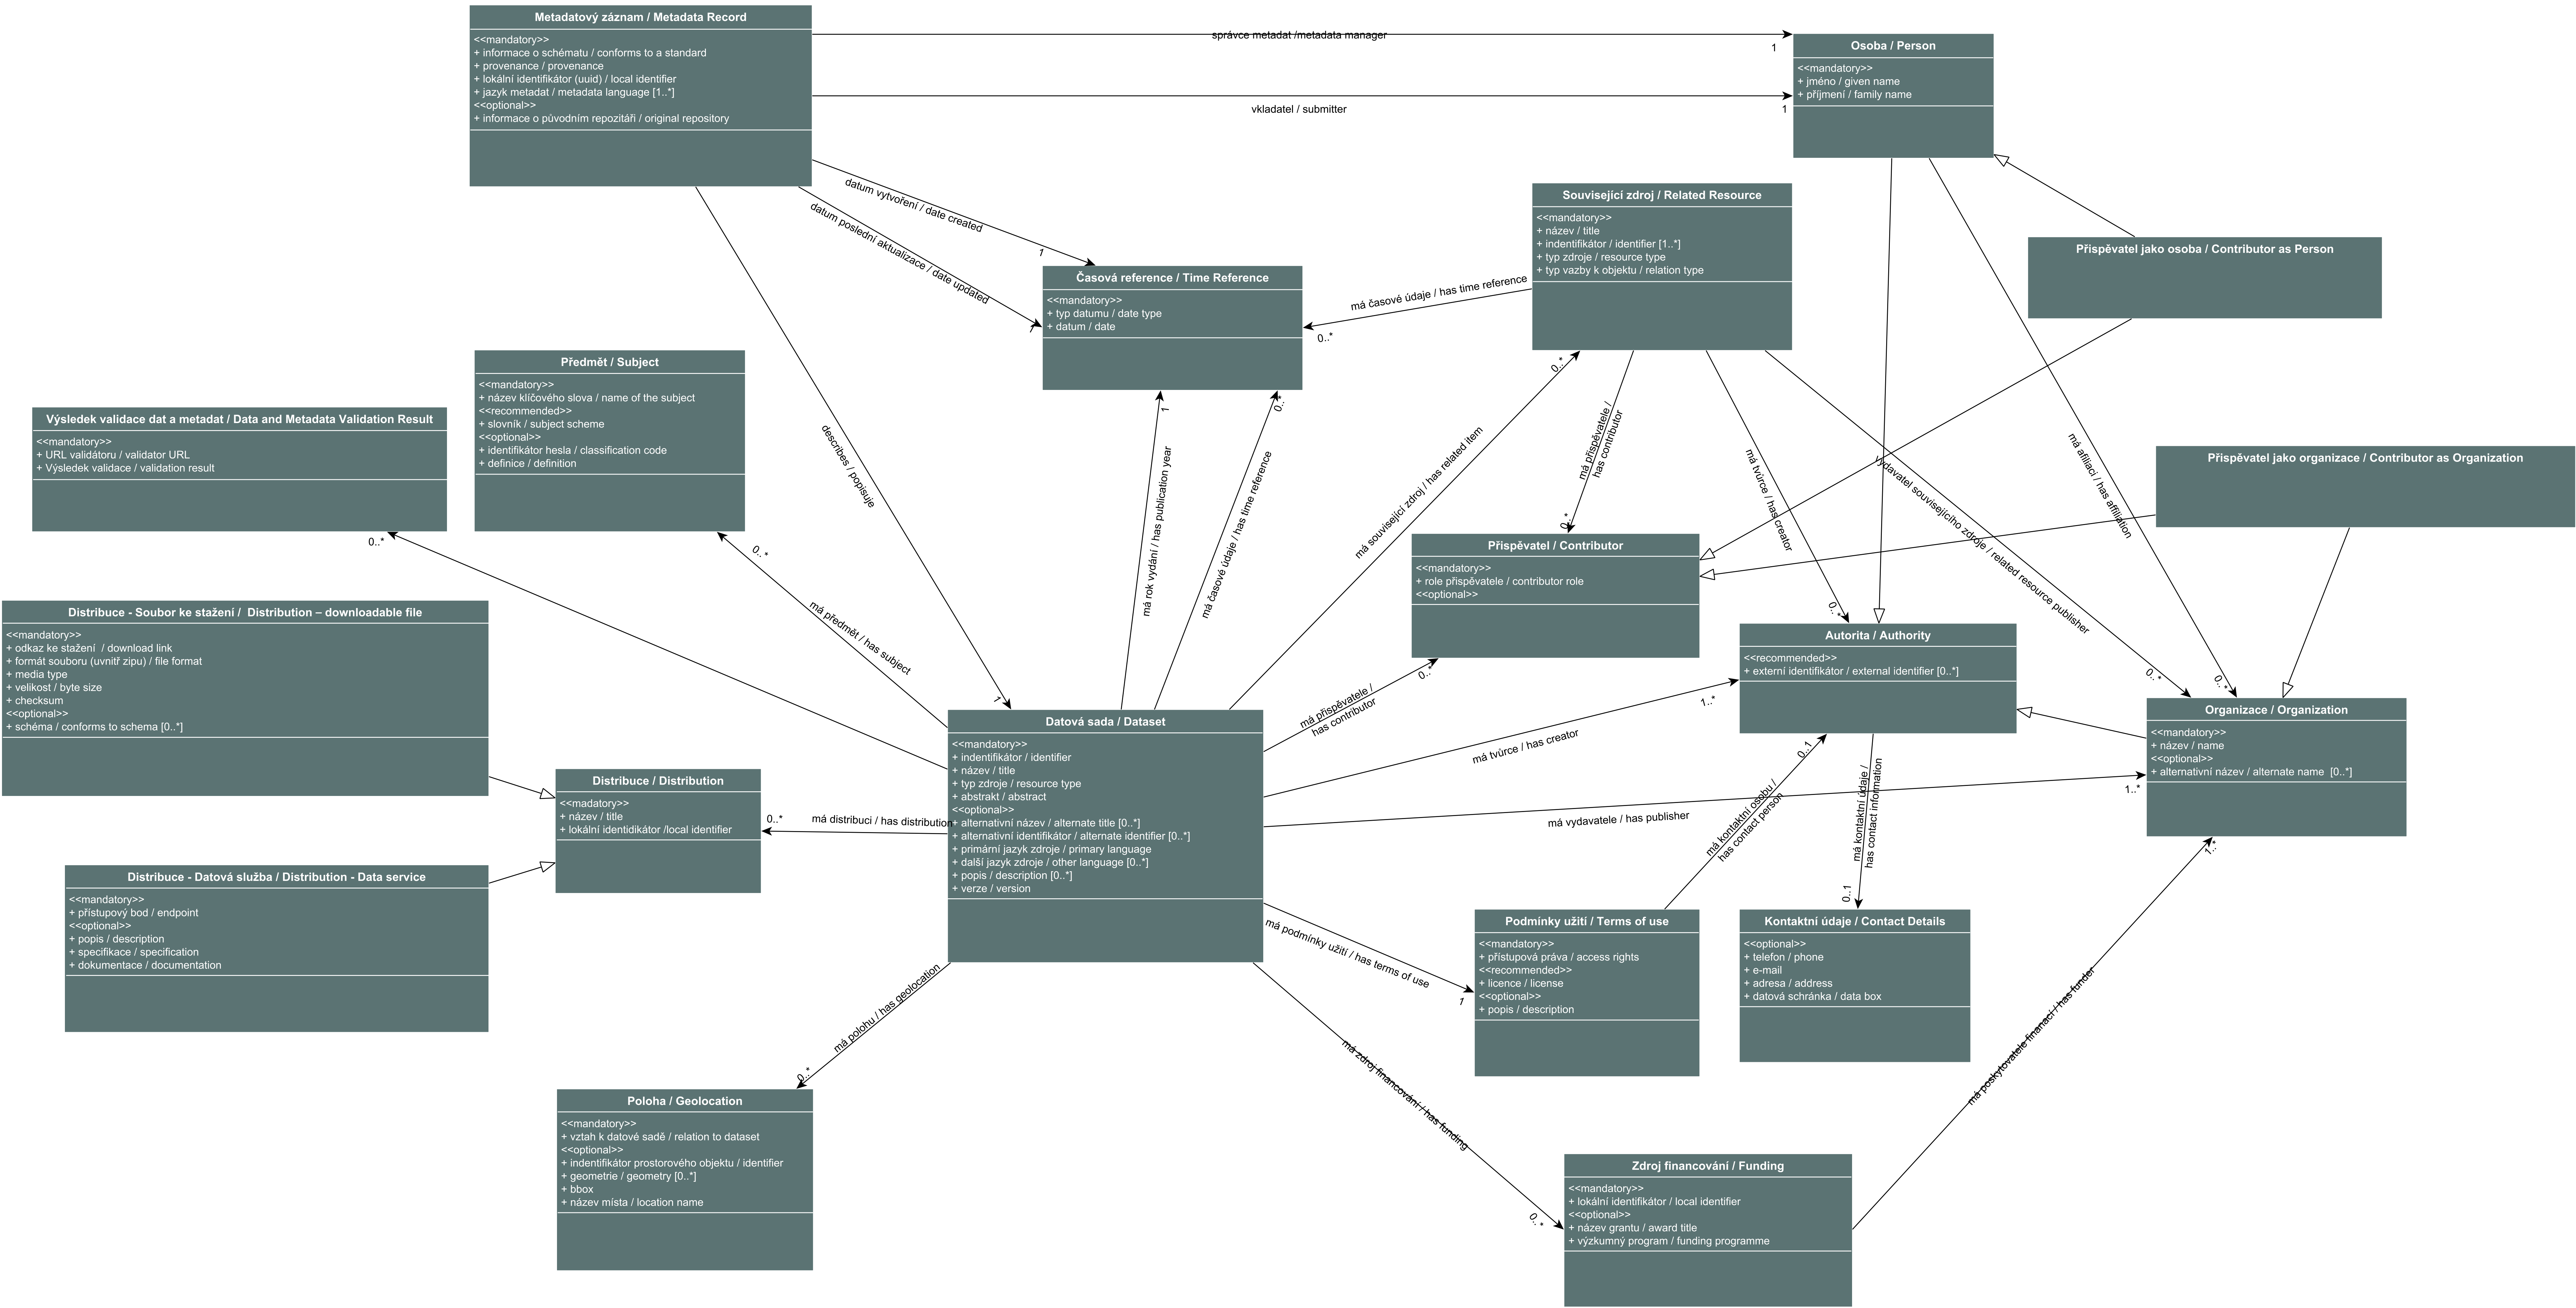 Metadatový záznam / Metadata Record
<<mandatory>>
+ informace o schématu / conforms to a standard
+ provenance / provenance
+ lokální identifikátor (uuid) / local identifier
+ jazyk metadat / metadata language [1..*]
<<optional>>
+ informace o původním repozitáři / original repository
správce metadat /metadata manager
1
vkladatel / submitter
1
Osoba / Person
<<mandatory>>
+ jméno / given name
+ příjmení / family name
datum vytvoření / date created
1
datum poslední aktualizace / date updated
1
Související zdroj / Related Resource
<<mandatory>>
+ název / title
+ indentifikátor / identifier [1..*]
+ typ zdroje / resource type
+ typ vazby k objektu / relation type
Přispěvatel jako osoba / Contributor as Person
Časová reference / Time Reference
<<mandatory>>
+ typ datumu / date type
+ datum / date
má časové údaje / has time reference
0..*
Předmět / Subject
<<mandatory>>
+ název klíčového slova / name of the subject
<<recommended>>
+ slovník / subject scheme
<<optional>>
+ identifikátor hesla / classification code
+ definice / definition
Výsledek validace dat a metadat / Data and Metadata Validation Result
<<mandatory>>
+ URL validátoru / validator URL
+ Výsledek validace / validation result
0..*
describes / popisuje
1
má předmět / has subject
0..*
má rok vydání / has publication year
1
má časové údaje / has time reference
0..*
má související zdroj / has related item
0..*
má přispěvatele /
has contributor
0..*
má tvůrce / has creator
0..*
vydavatel souvisejícího zdroje / related resource publisher
0..*
má afiliaci / has affiliation
0..*
Přispěvatel jako organizace / Contributor as Organization
Přispěvatel / Contributor
<<mandatory>>
+ role přispěvatele / contributor role
<<optional>>
Distribuce - Soubor ke stažení /  Distribution – downloadable file
<<mandatory>>
+ odkaz ke stažení  / download link
+ formát souboru (uvnitř zipu) / file format
+ media type
+ velikost / byte size
+ checksum
<<optional>>
+ schéma / conforms to schema [0..*]
Autorita / Authority
<<recommended>>
+ externí identifikátor / external identifier [0..*]
Organizace / Organization
<<mandatory>>
+ název / name
<<optional>>
+ alternativní název / alternate name  [0..*]
Datová sada / Dataset
<<mandatory>>
+ indentifikátor / identifier
+ název / title
+ typ zdroje / resource type
+ abstrakt / abstract
<<optional>>
+ alternativní název / alternate title [0..*]
+ alternativní identifikátor / alternate identifier [0..*]
+ primární jazyk zdroje / primary language
+ další jazyk zdroje / other language [0..*]
+ popis / description [0..*]
+ verze / version
má přispěvatele /
has contributor
0..*
má tvůrce / has creator
1..*
má vydavatele / has publisher
1..*
Distribuce / Distribution
<<madatory>>
+ název / title
+ lokální identidikátor /local identifier
má distribuci / has distribution
0..*
má kontaktní osobu /
has contact person
0..1
má kontaktní údaje /
has contact information
0..1
Distribuce - Datová služba / Distribution - Data service
<<mandatory>>
+ přístupový bod / endpoint
<<optional>>
+ popis / description
+ specifikace / specification
+ dokumentace / documentation
má podmínky užití / has terms of use
1
Podmínky užití / Terms of use
<<mandatory>>
+ přístupová práva / access rights
<<recommended>>
+ licence / license
<<optional>>
+ popis / description
Kontaktní údaje / Contact Details
<<optional>>
+ telefon / phone
+ e-mail
+ adresa / address
+ datová schránka / data box
má polohu / has geolocation
0..*
má zdroj financování / has funding
0..*
má poskytovatele finanací / has funder
1..*
Poloha / Geolocation
<<mandatory>>
+ vztah k datové sadě / relation to dataset
<<optional>>
+ indentifikátor prostorového objektu / identifier
+ geometrie / geometry [0..*]
+ bbox
+ název místa / location name
Zdroj financování / Funding
<<mandatory>>
+ lokální identifikátor / local identifier
<<optional>>
+ název grantu / award title
+ výzkumný program / funding programme